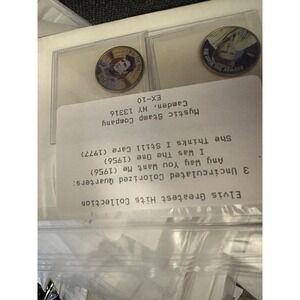 Elvis Greatest Hits Collection
3 Uncirculated Colorized Quarters:
Any Way You Want Me (1956)
I Was The One (1956)
She Thinks I Still Care (1977)
Mystic Stamp Company
Camden, NY 13316
EX-10